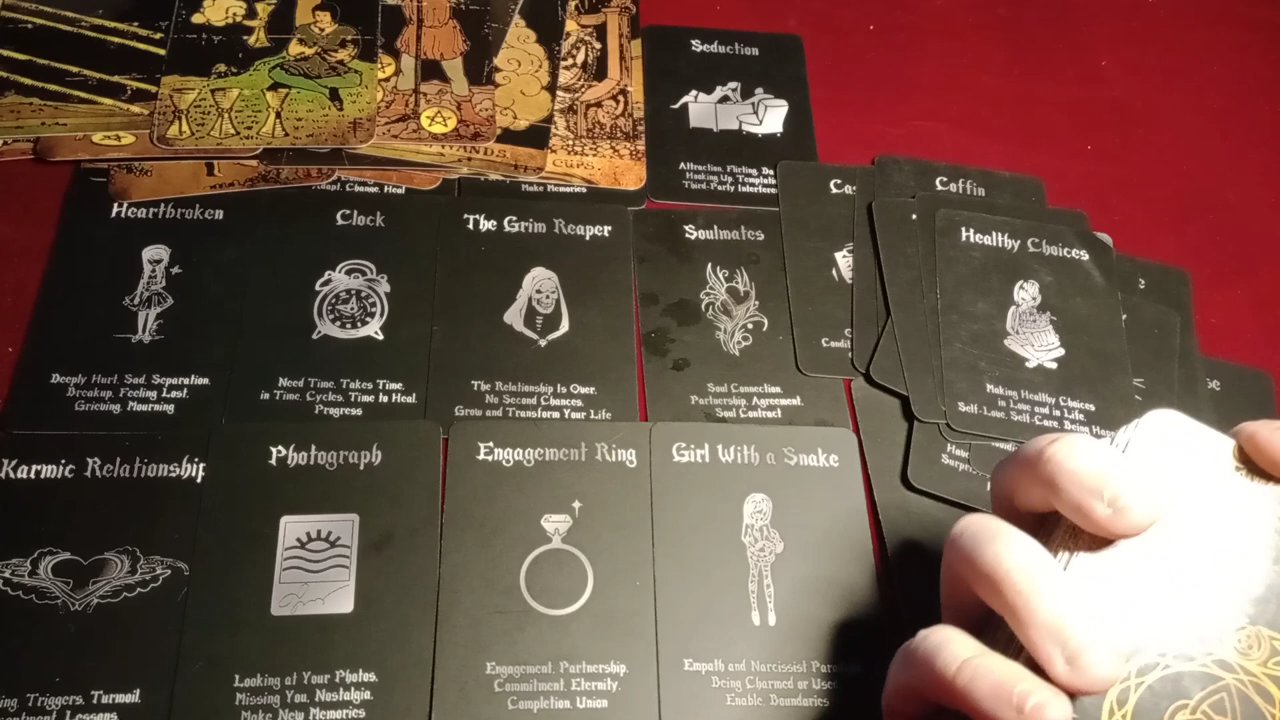 WANDS.
CUPS.
Adapt, Change, Heal
Make Memories
Seduction
Attraction, Flirting,
Hooking Up,
Third-Party
Heartbroken
Deeply Hurt, Sad, Separation,
Breakup, Feeling Lost,
Grieving, Mourning
Clock
Need Time, Takes Time,
in Time, Cycles, Time to Heal,
Progress
The Grim Reaper
The Relationship Is Over,
No Second Chances,
Grow and Transform Your Life
Soulmates
Soul Connection,
Partnership, Agreement,
Soul Contract
Coffin
Healthy Choices
Making Healthy Choices
in Love and in Life,
Self-Love, Self-Care, Being
Karmic Relationship
Triggers, Turmoil,
Lessons
Photograph
Looking at Your Photos,
Missing You, Nostalgia,
Make New Memories
Engagement Ring
Engagement, Partnership,
Commitment, Eternity,
Completion, Union
Girl With a Snake
Empath and Narcissist
Being Charmed or
Enable, Boundaries